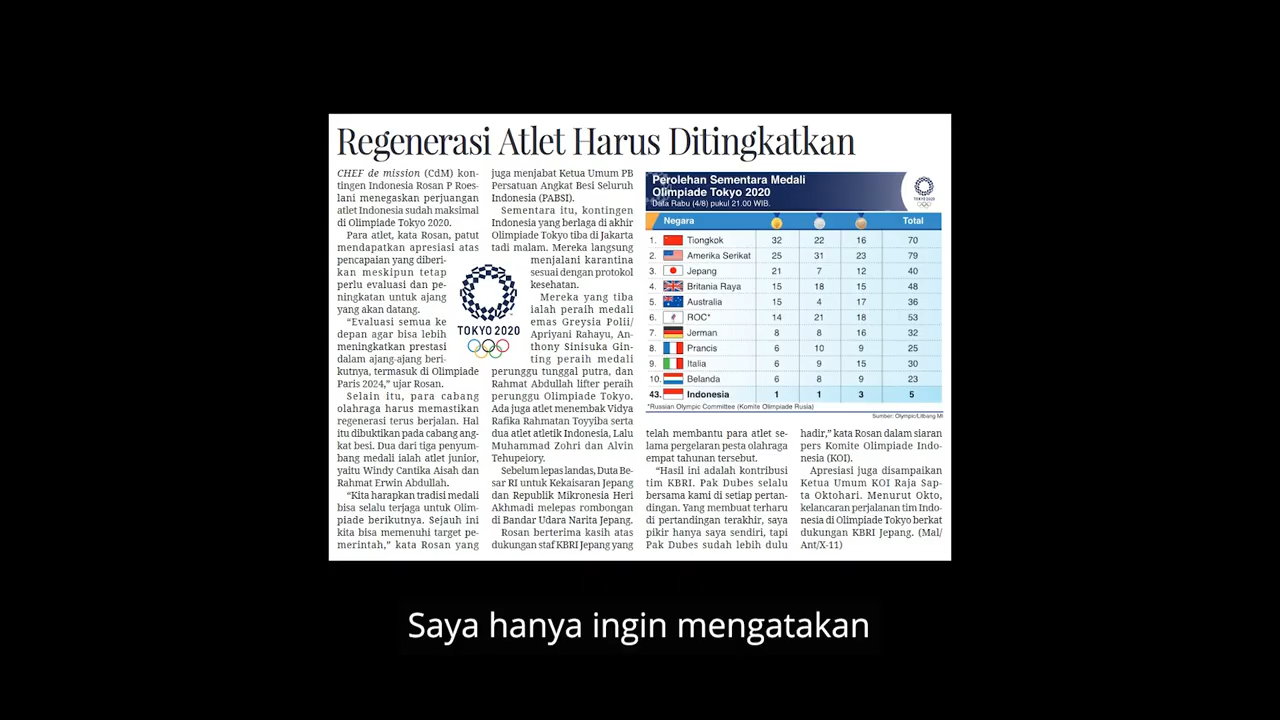 Regenerasi Atlet Harus Ditingkatkan
CHEF de mission (CdM) kon-
tingen Indonesia Rosan P Roes-
lani menegaskan perjuangan
atlet Indonesia sudah maksimal
di Olimpiade Tokyo 2020.
Para atlet, kata Rosan, patut
mendapatkan apresiasi atas
pencapaian yang diberi-
kan meskipun tetap
perlu evaluasi dan pe-
ningkatan untuk ajang
yang akan datang.
“Evaluasi semua ke
depan agar bisa lebih
meningkatkan prestasi
dalam ajang-ajang beri-
kutnya, termasuk di Olimpiade
Paris 2024,” ujar Rosan.
Selain itu, para cabang
olahraga harus memastikan
regenerasi terus berjalan. Hal
itu dibuktikan pada cabang ang-
kat besi. Dua dari tiga penyum-
bang medali ialah atlet junior,
yaitu Windy Cantika Aisah dan
Rahmat Erwin Abdullah.
“Kita harapkan tradisi medali
bisa selalu terjaga untuk Olim-
piade berikutnya. Sejauh ini
kita bisa memenuhi target pe-
merintah,” kata Rosan yang
juga menjabat Ketua Umum PB
Persatuan Angkat Besi Seluruh
Indonesia (PABSI).
Sementara itu, kontingen
Indonesia yang berlaga di akhir
Olimpiade Tokyo tiba di Jakarta
tadi malam. Mereka langsung
menjalani karantina
sesuai dengan protokol
kesehatan.
Mereka yang tiba
ialah peraih medali
emas Greysia Polii/
Apriyani Rahayu, An-
thony Sinisuka Gin-
ting peraih medali
perunggu tunggal putra, dan
Rahmat Abdullah lifter peraih
perunggu Olimpiade Tokyo.
Ada juga atlet menembak Vidya
Rafika Rahmatan Toyyiba serta
dua atlet atletik Indonesia, Lalu
Muhammad Zohri dan Alvin
Tehupeiory.
Sebelum lepas landas, Duta Be-
sar RI untuk Kekaisaran Jepang
dan Republik Mikronesia Heri
Akhmadi melepas rombongan
di Bandar Udara Narita Jepang.
Rosan berterima kasih atas
dukungan staf KBRI Jepang yang
TOKYO 2020
Perolehan Sementara Medali
Olimpiade Tokyo 2020
Data Rabu (4/8) pukul 21.00 WIB.
TOKYO 2020
Negara Total
1. Tiongkok 32 22 16 70
2. Amerika Serikat 25 31 23 79
3. Jepang 21 7 12 40
4. Britania Raya 15 18 15 48
5. Australia 15 4 17 36
6. ROC* 14 21 18 53
7. Jerman 8 8 16 32
8. Prancis 6 10 9 25
9. Italia 6 9 15 30
10. Belanda 6 8 9 23
43. Indonesia 1 1 3 5
*Russian Olympic Committee (Komite Olimpiade Rusia)
Sumber: Olympic/Litbang MI
telah membantu para atlet se-
lama pergelaran pesta olahraga
empat tahunan tersebut.
“Hasil ini adalah kontribusi
tim KBRI. Pak Dubes selalu
bersama kami di setiap pertan-
dingan. Yang membuat terharu
di pertandingan terakhir, saya
pikir hanya saya sendiri, tapi
Pak Dubes sudah lebih dulu
hadir,” kata Rosan dalam siaran
pers Komite Olimpiade Indo-
nesia (KOI).
Apresiasi juga disampaikan
Ketua Umum KOI Raja Sap-
ta Oktohari. Menurut Okto,
kelancaran perjalanan tim Indo-
nesia di Olimpiade Tokyo berkat
dukungan KBRI Jepang. (Mal/
Ant/X-11)
Saya hanya ingin mengatakan